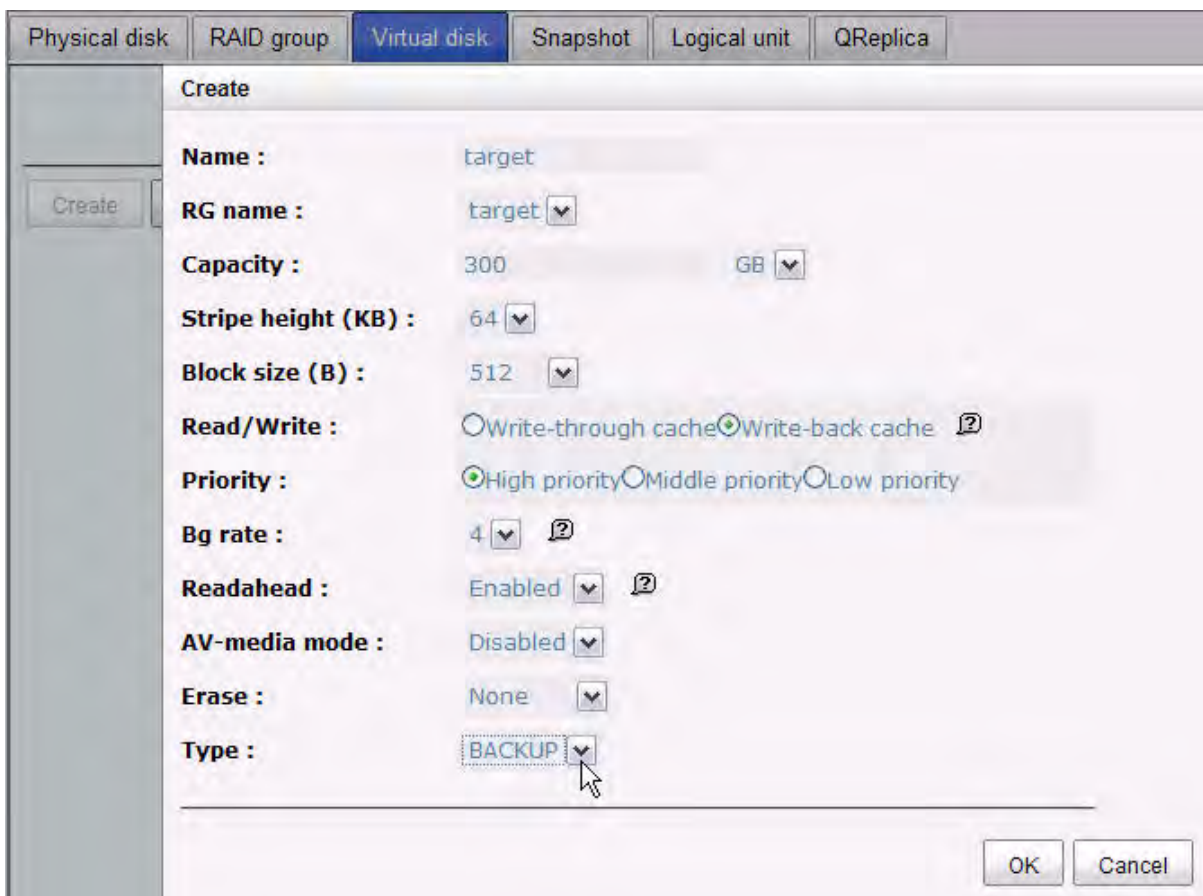 Physical disk RAID group Virtual disk Snapshot Logical unit QReplica
Create
Name : target
Create
RG name : target
Capacity : 300 GB
Stripe height (KB) : 64
Block size (B) : 512
Read/Write : Write-through cache Write-back cache
Priority : High priority Middle priority Low priority
Bg rate : 4
Readahead : Enabled
AV-media mode : Disabled
Erase : None
Type : BACKUP
OK Cancel